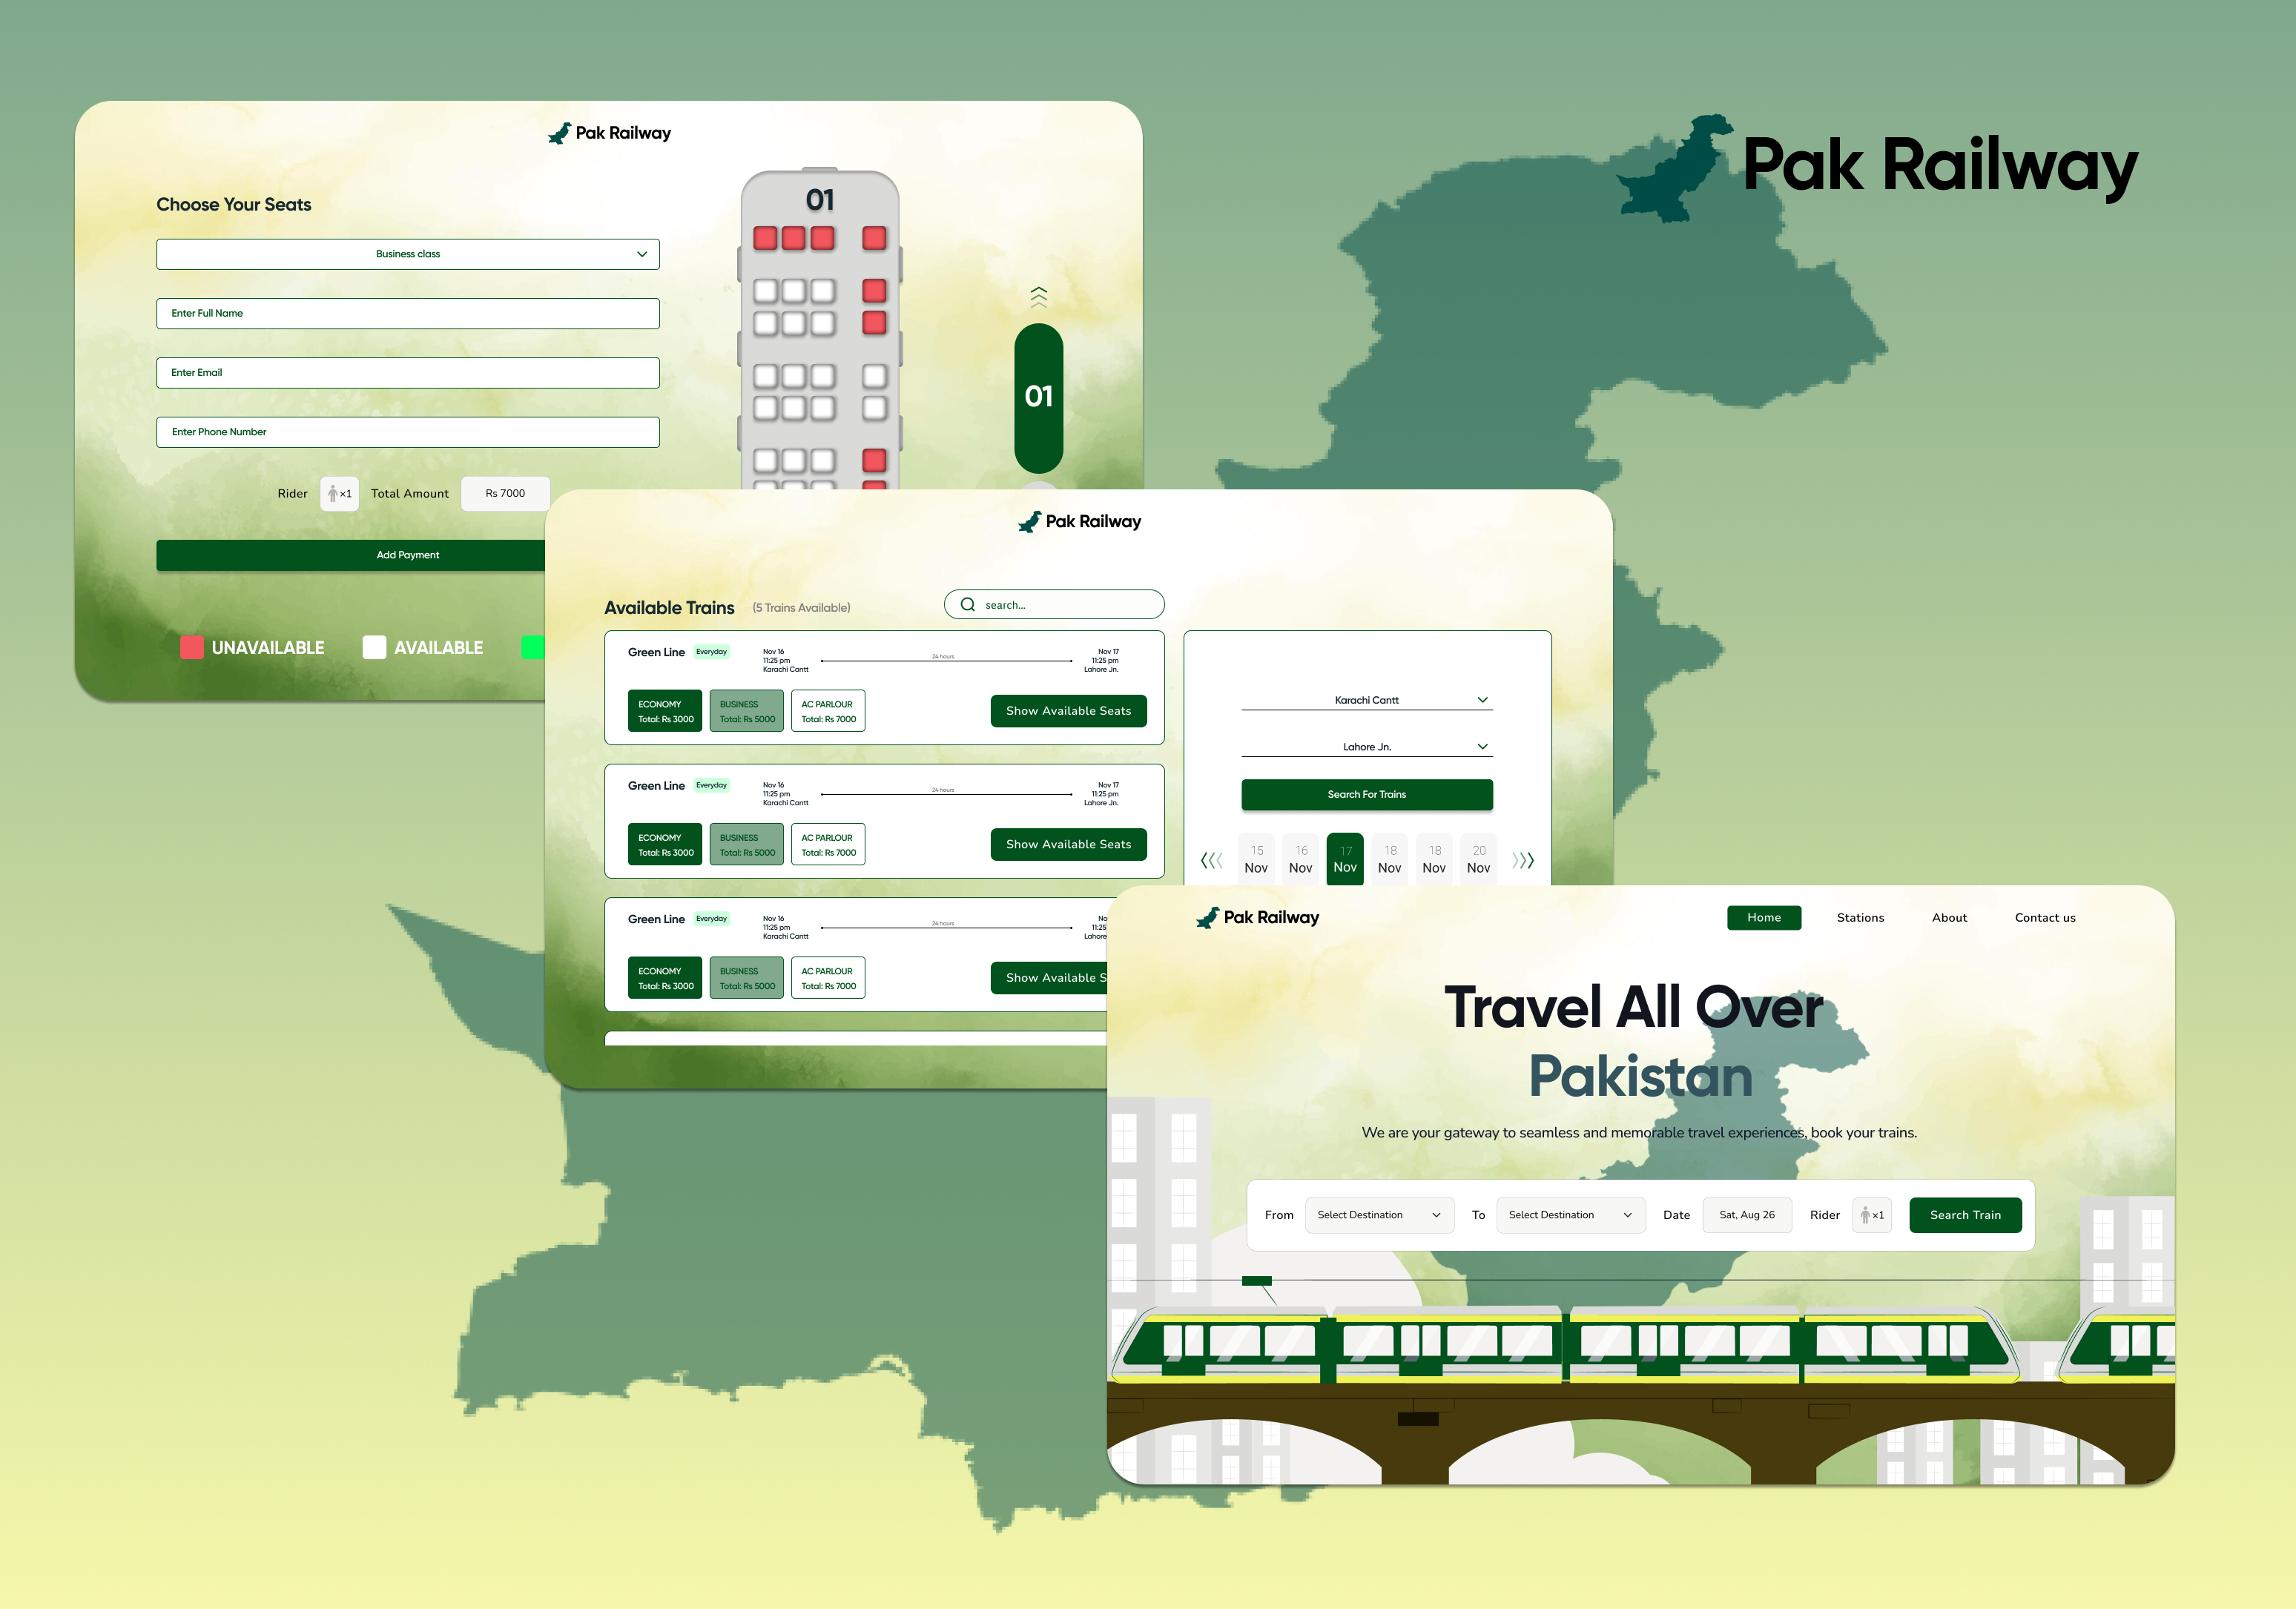 Pak Railway
Pak Railway
Choose Your Seats
Business class
Enter Full Name
Enter Email
Enter Phone Number
Rider ×1 Total Amount Rs 7000
Add Payment
UNAVAILABLE AVAILABLE
01
01
Pak Railway
Available Trains (5 Trains Available) search...
Green Line Everyday
Nov 16
11:25 pm
Karachi Cantt
24 hours
Nov 17
11:25 pm
Lahore Jn.
ECONOMY
Total: Rs 3000
BUSINESS
Total: Rs 5000
AC PARLOUR
Total: Rs 7000
Show Available Seats
Green Line Everyday
Nov 16
11:25 pm
Karachi Cantt
24 hours
Nov 17
11:25 pm
Lahore Jn.
ECONOMY
Total: Rs 3000
BUSINESS
Total: Rs 5000
AC PARLOUR
Total: Rs 7000
Show Available Seats
Green Line Everyday
Nov 16
11:25 pm
Karachi Cantt
24 hours
No
11:25
Lahore
ECONOMY
Total: Rs 3000
BUSINESS
Total: Rs 5000
AC PARLOUR
Total: Rs 7000
Show Available S
Karachi Cantt
Lahore Jn.
Search For Trains
15 16 17 18 18 20
Nov Nov Nov Nov Nov Nov
Pak Railway
Home Stations About Contact us
Travel All Over
Pakistan
We are your gateway to seamless and memorable travel experiences, book your trains.
From Select Destination To Select Destination Date Sat, Aug 26 Rider ×1 Search Train